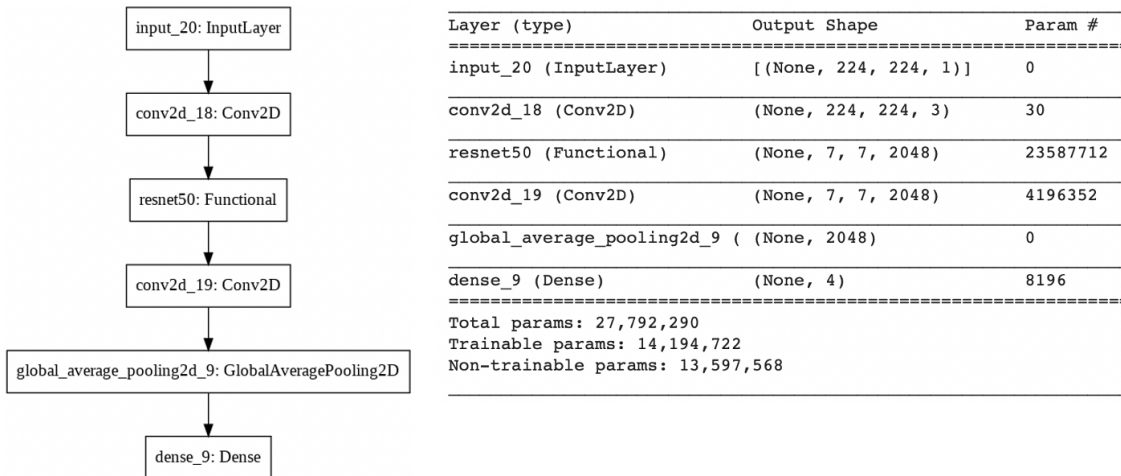 input_20: InputLayer
conv2d_18: Conv2D
resnet50: Functional
conv2d_19: Conv2D
global_average_pooling2d_9: GlobalAveragePooling2D
dense_9: Dense
Layer (type) Output Shape Param #
input_20 (InputLayer) [(None, 224, 224, 1)] 0
conv2d_18 (Conv2D) (None, 224, 224, 3) 30
resnet50 (Functional) (None, 7, 7, 2048) 23587712
conv2d_19 (Conv2D) (None, 7, 7, 2048) 4196352
global_average_pooling2d_9 ( (None, 2048) 0
dense_9 (Dense) (None, 4) 8196
Total params: 27,792,290
Trainable params: 14,194,722
Non-trainable params: 13,597,568